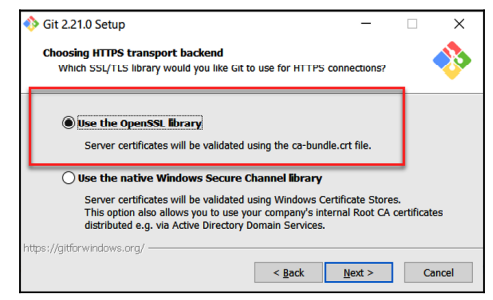 Git 2.21.0 Setup
Choosing HTTPS transport backend
Which SSL/TLS library would you like Git to use for HTTPS connections?
Use the OpenSSL library
Server certificates will be validated using the ca-bundle.crt file.
Use the native Windows Secure Channel library
Server certificates will be validated using Windows Certificate Stores.
This option also allows you to use your company's internal Root CA certificates
distributed e.g. via Active Directory Domain Services.
https://gitforwindows.org/
< Back Next > Cancel